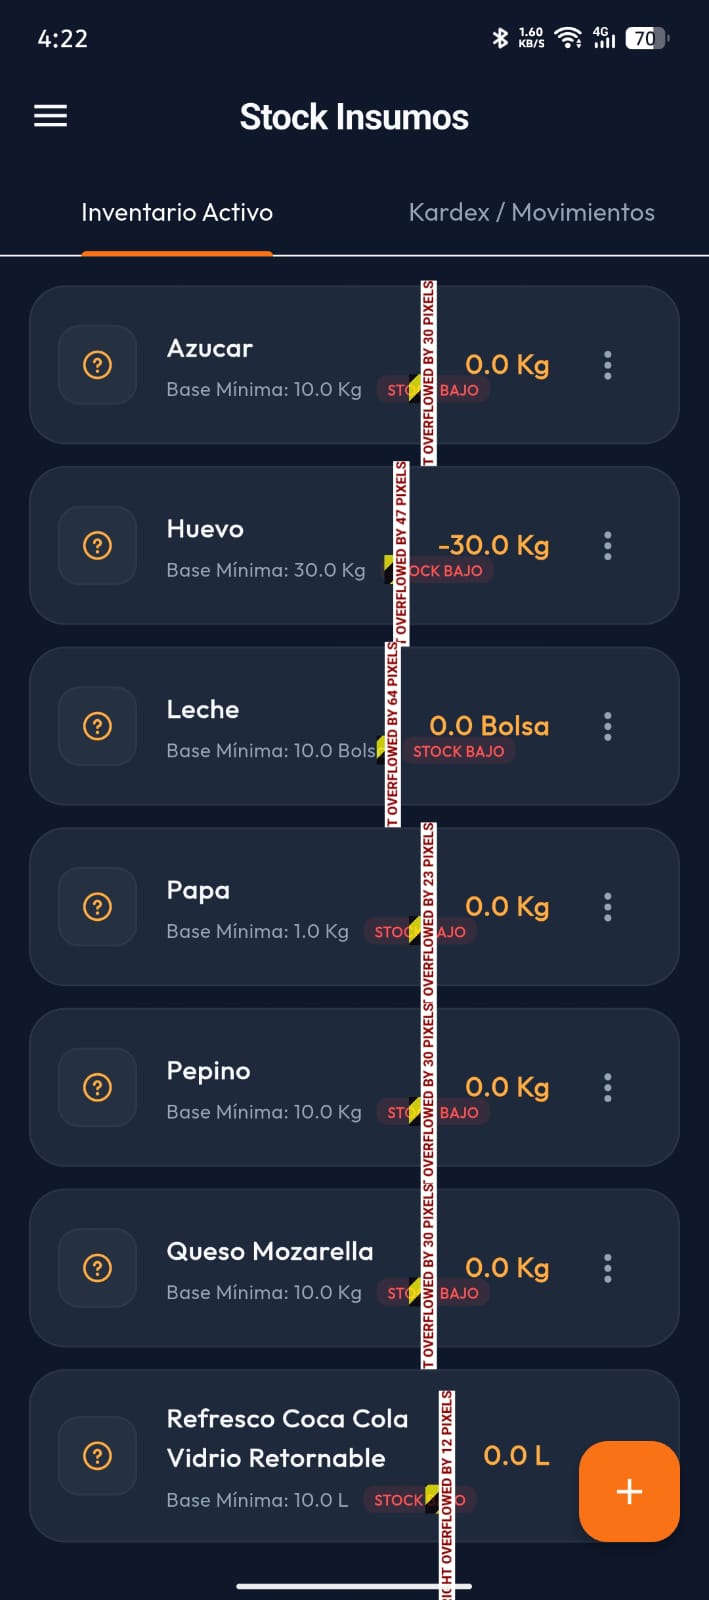 4:22
1.60 KB/S
4G
70
Stock Insumos
Inventario Activo
Kardex / Movimientos
Azucar
Base Mínima: 10.0 Kg
BAJO
0.0 Kg
T OVERFLOWED BY 30 PIXELS
Huevo
Base Mínima: 30.0 Kg
OCK BAJO
-30.0 Kg
T OVERFLOWED BY 47 PIXELS
Leche
Base Mínima: 10.0 Bols
STOCK BAJO
0.0 Bolsa
T OVERFLOWED BY 64 PIXELS
Papa
Base Mínima: 1.0 Kg
AJO
0.0 Kg
OVERFLOWED BY 23 PIXELS
Pepino
Base Mínima: 10.0 Kg
BAJO
0.0 Kg
OVERFLOWED BY 30 PIXELS
Queso Mozarella
Base Mínima: 10.0 Kg
BAJO
0.0 Kg
T OVERFLOWED BY 30 PIXELS
Refresco Coca Cola
Vidrio Retornable
Base Mínima: 10.0 L
STOCK
0.0 L
OVERFLOWED BY 12 PIXELS